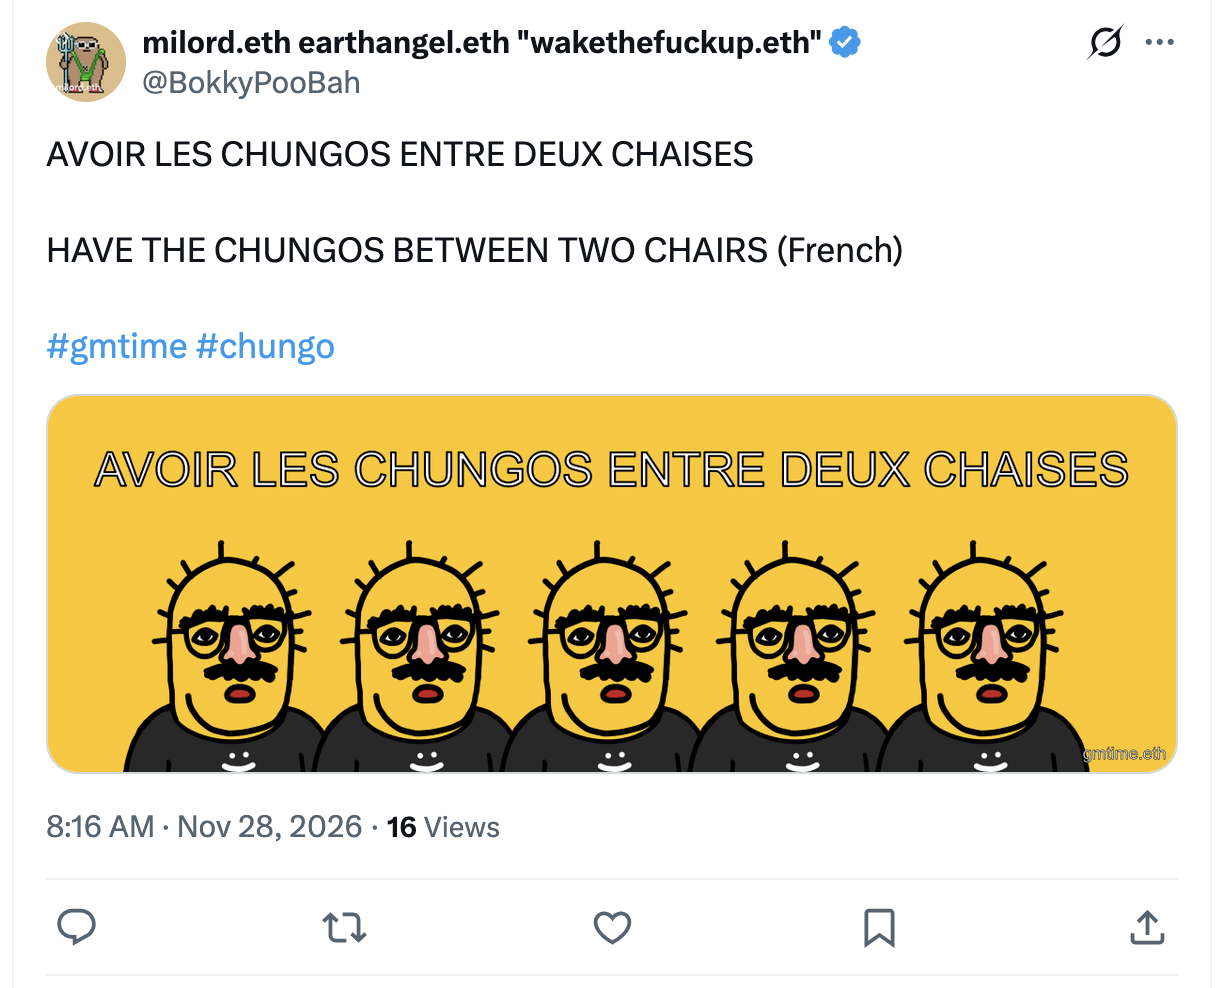 milord.eth earthangel.eth "wakethefuckup.eth"
@BokkyPooBah
AVOIR LES CHUNGOS ENTRE DEUX CHAISES
HAVE THE CHUNGOS BETWEEN TWO CHAIRS (French)
#gmtime #chungo
AVOIR LES CHUNGOS ENTRE DEUX CHAISES
gmtime.eth
8:16 AM · Nov 28, 2026 · 16 Views
milord.eth